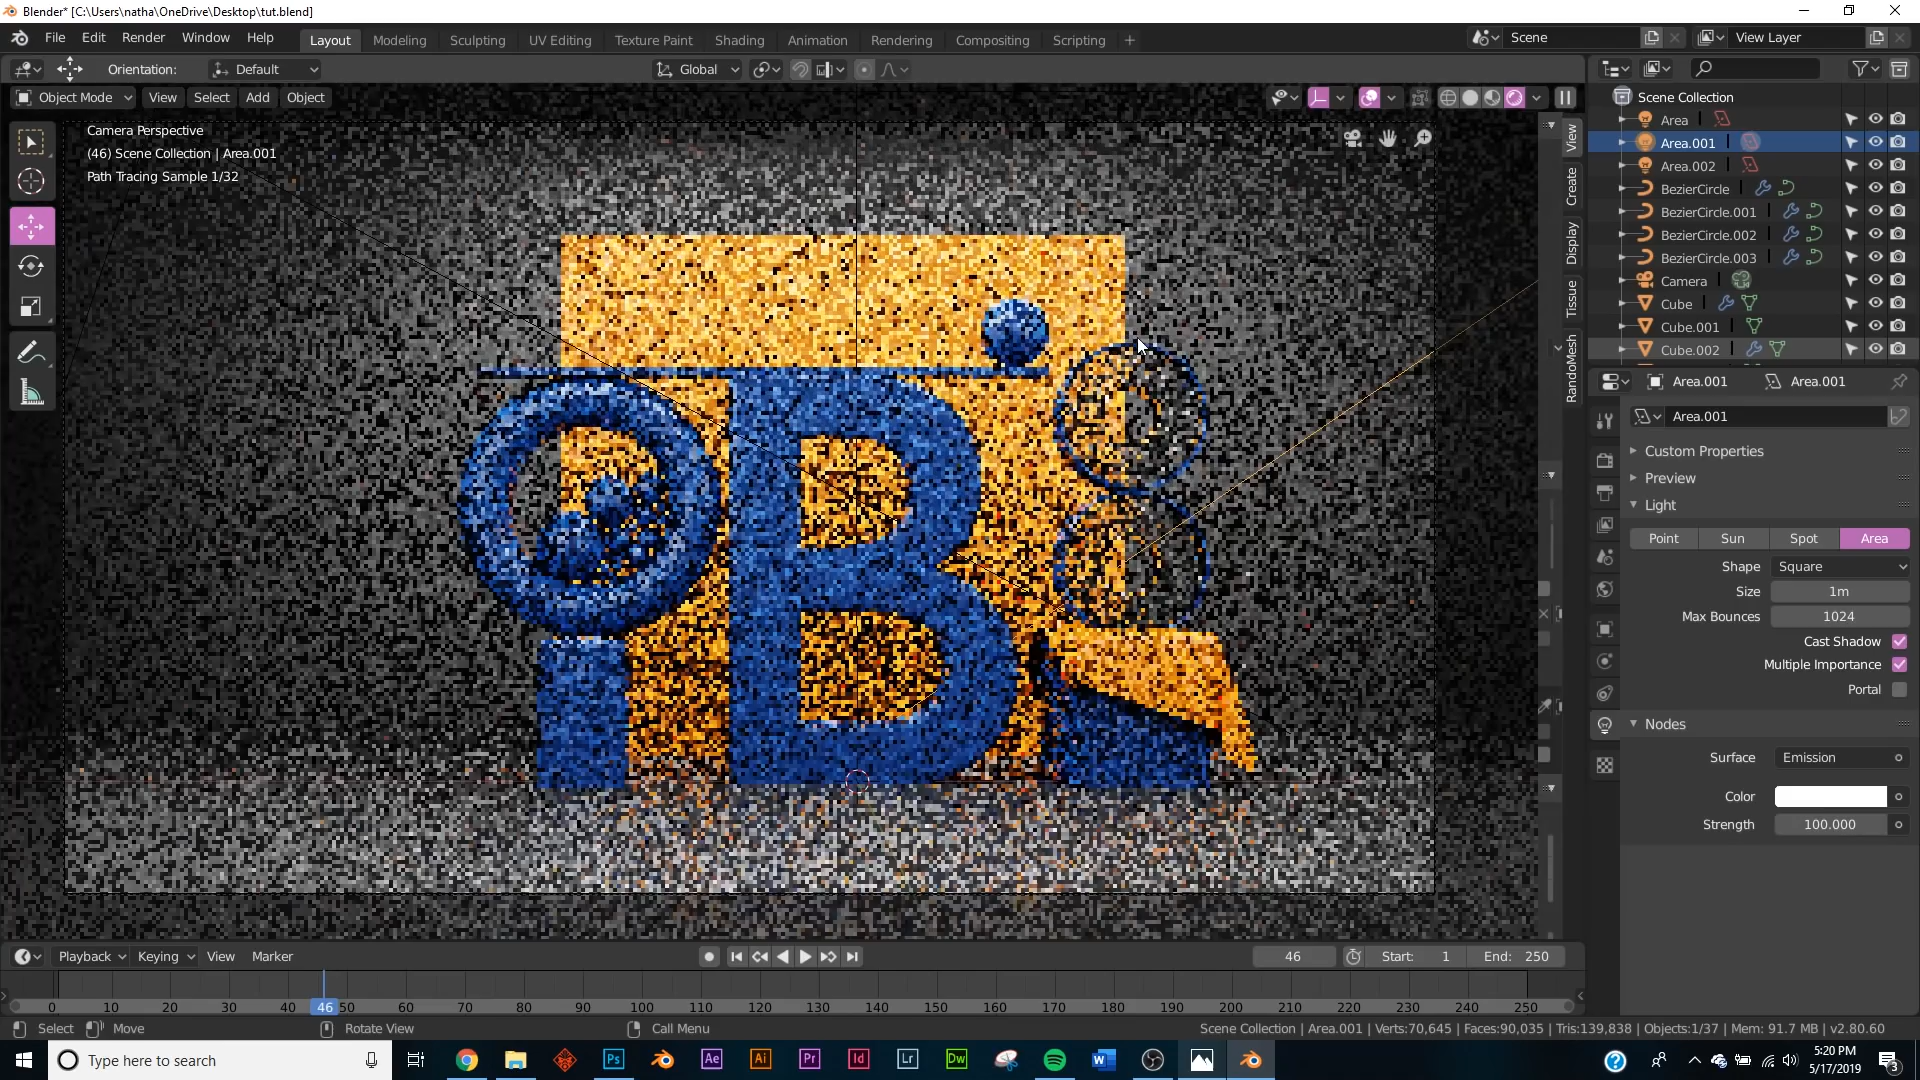 Blender* [C:\Users\natha\OneDrive\Desktop\tut.blend]
File Edit Render Window Help
Layout Modeling Sculpting UV Editing Texture Paint Shading Animation Rendering Compositing Scripting +
Scene View Layer
Orientation: Default Global
Object Mode View Select Add Object
Camera Perspective
(46) Scene Collection | Area.001
Path Tracing Sample 1/32
B
View
Create
Display
Tissue
RandoMesh
Scene Collection
Area
Area.001
Area.002
BezierCircle
BezierCircle.001
BezierCircle.002
BezierCircle.003
Camera
Cube
Cube.001
Cube.002
Area.001 Area.001
Area.001
Custom Properties
Preview
Light
Point Sun Spot Area
Shape Square
Size 1m
Max Bounces 1024
Cast Shadow
Multiple Importance
Portal
Nodes
Surface Emission
Color
Strength 100.000
Playback Keying View Marker
46 Start: 1 End: 250
0 10 20 30 40 46 50 60 70 80 90 100 110 120 130 140 150 160 170 180 190 200 210 220 230 240 250
Select Move Rotate View Call Menu
Scene Collection | Area.001 | Verts:70,645 | Faces:90,035 | Tris:139,838 | Objects:1/37 | Mem: 91.7 MB | v2.80.60
Type here to search
Ps Ae Ai Pr Id Lr Dw W
5:20 PM
5/17/2019
3